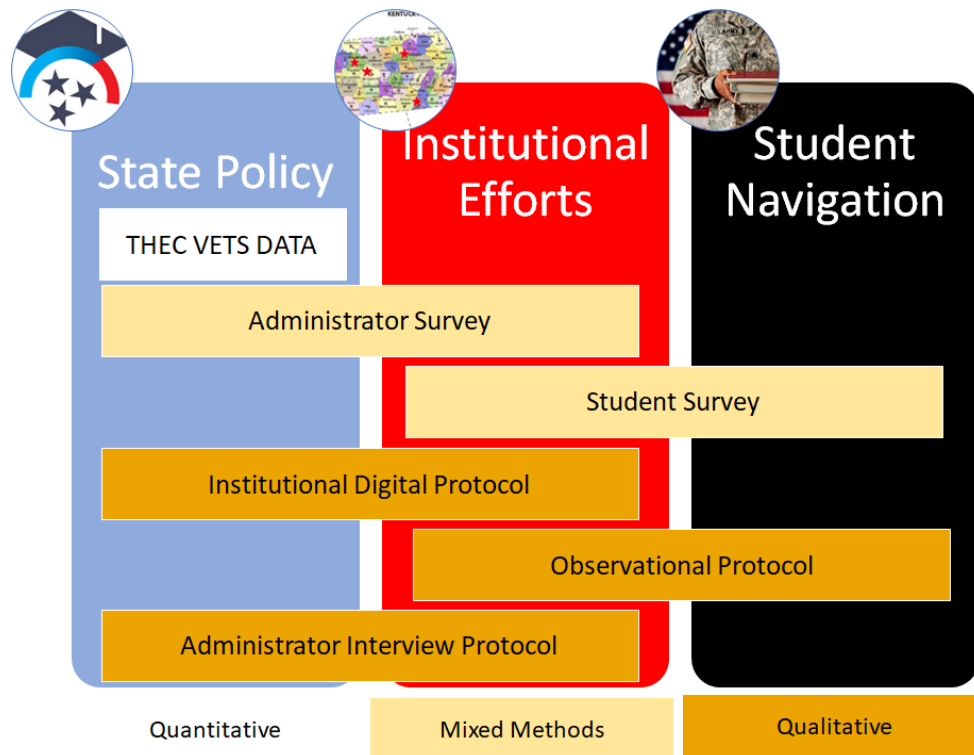 KENTUCKY
State Policy
Institutional
Efforts
Student
Navigation
THEC VETS DATA
Administrator Survey
Student Survey
Institutional Digital Protocol
Observational Protocol
Administrator Interview Protocol
Quantitative
Mixed Methods
Qualitative